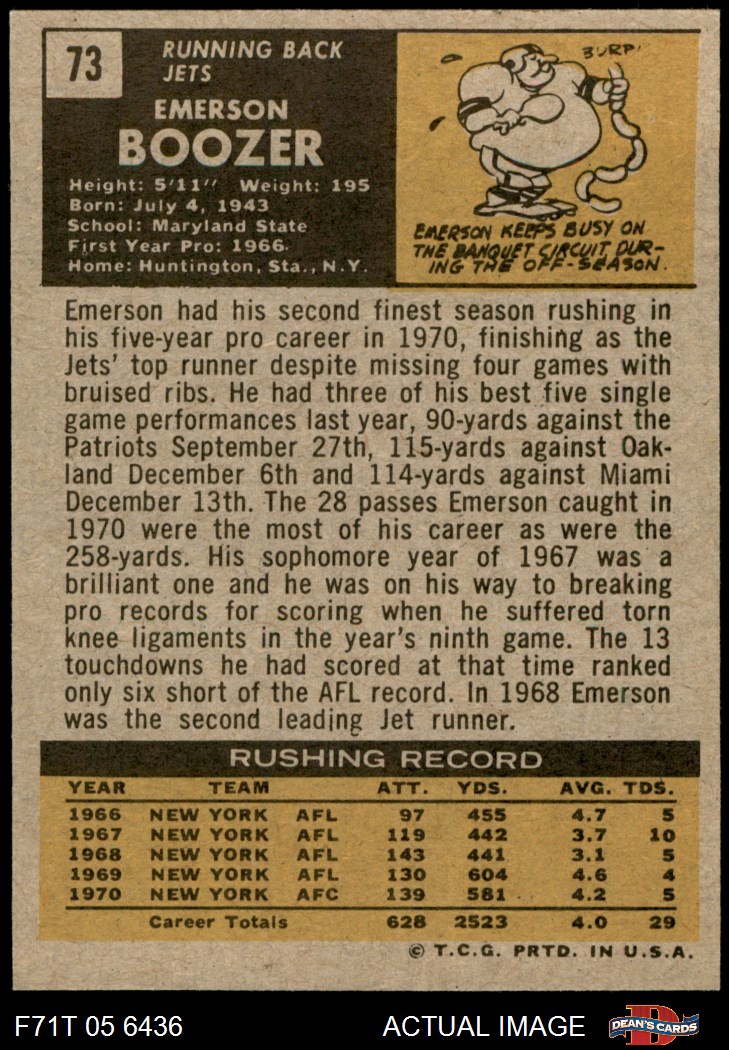 73
RUNNING BACK
JETS
EMERSON
BOOZER
Height: 5'11" Weight: 195
Born: July 4, 1943
School: Maryland State
First Year Pro: 1966
Home: Huntington, Sta., N.Y.
BURP!
EMERSON KEEPS BUSY ON
THE BANQUET CIRCUIT DUR-
ING THE OFF-SEASON.
Emerson had his second finest season rushing in
his five-year pro career in 1970, finishing as the
Jets' top runner despite missing four games with
bruised ribs. He had three of his best five single
game performances last year, 90-yards against the
Patriots September 27th, 115-yards against Oak-
land December 6th and 114-yards against Miami
December 13th. The 28 passes Emerson caught in
1970 were the most of his career as were the
258-yards. His sophomore year of 1967 was a
brilliant one and he was on his way to breaking
pro records for scoring when he suffered torn
knee ligaments in the year's ninth game. The 13
touchdowns he had scored at that time ranked
only six short of the AFL record. In 1968 Emerson
was the second leading Jet runner.
RUSHING RECORD
YEAR TEAM ATT. YDS. AVG. TDS.
1966 NEW YORK AFL 97 455 4.7 5
1967 NEW YORK AFL 119 442 3.7 10
1968 NEW YORK AFL 143 441 3.1 5
1969 NEW YORK AFL 130 604 4.6 4
1970 NEW YORK AFC 139 581 4.2 5
Career Totals 628 2523 4.0 29
© T.C.G. PRTD. IN U.S.A.
F71T 05 6436 ACTUAL IMAGE D DEAN'S CARDS